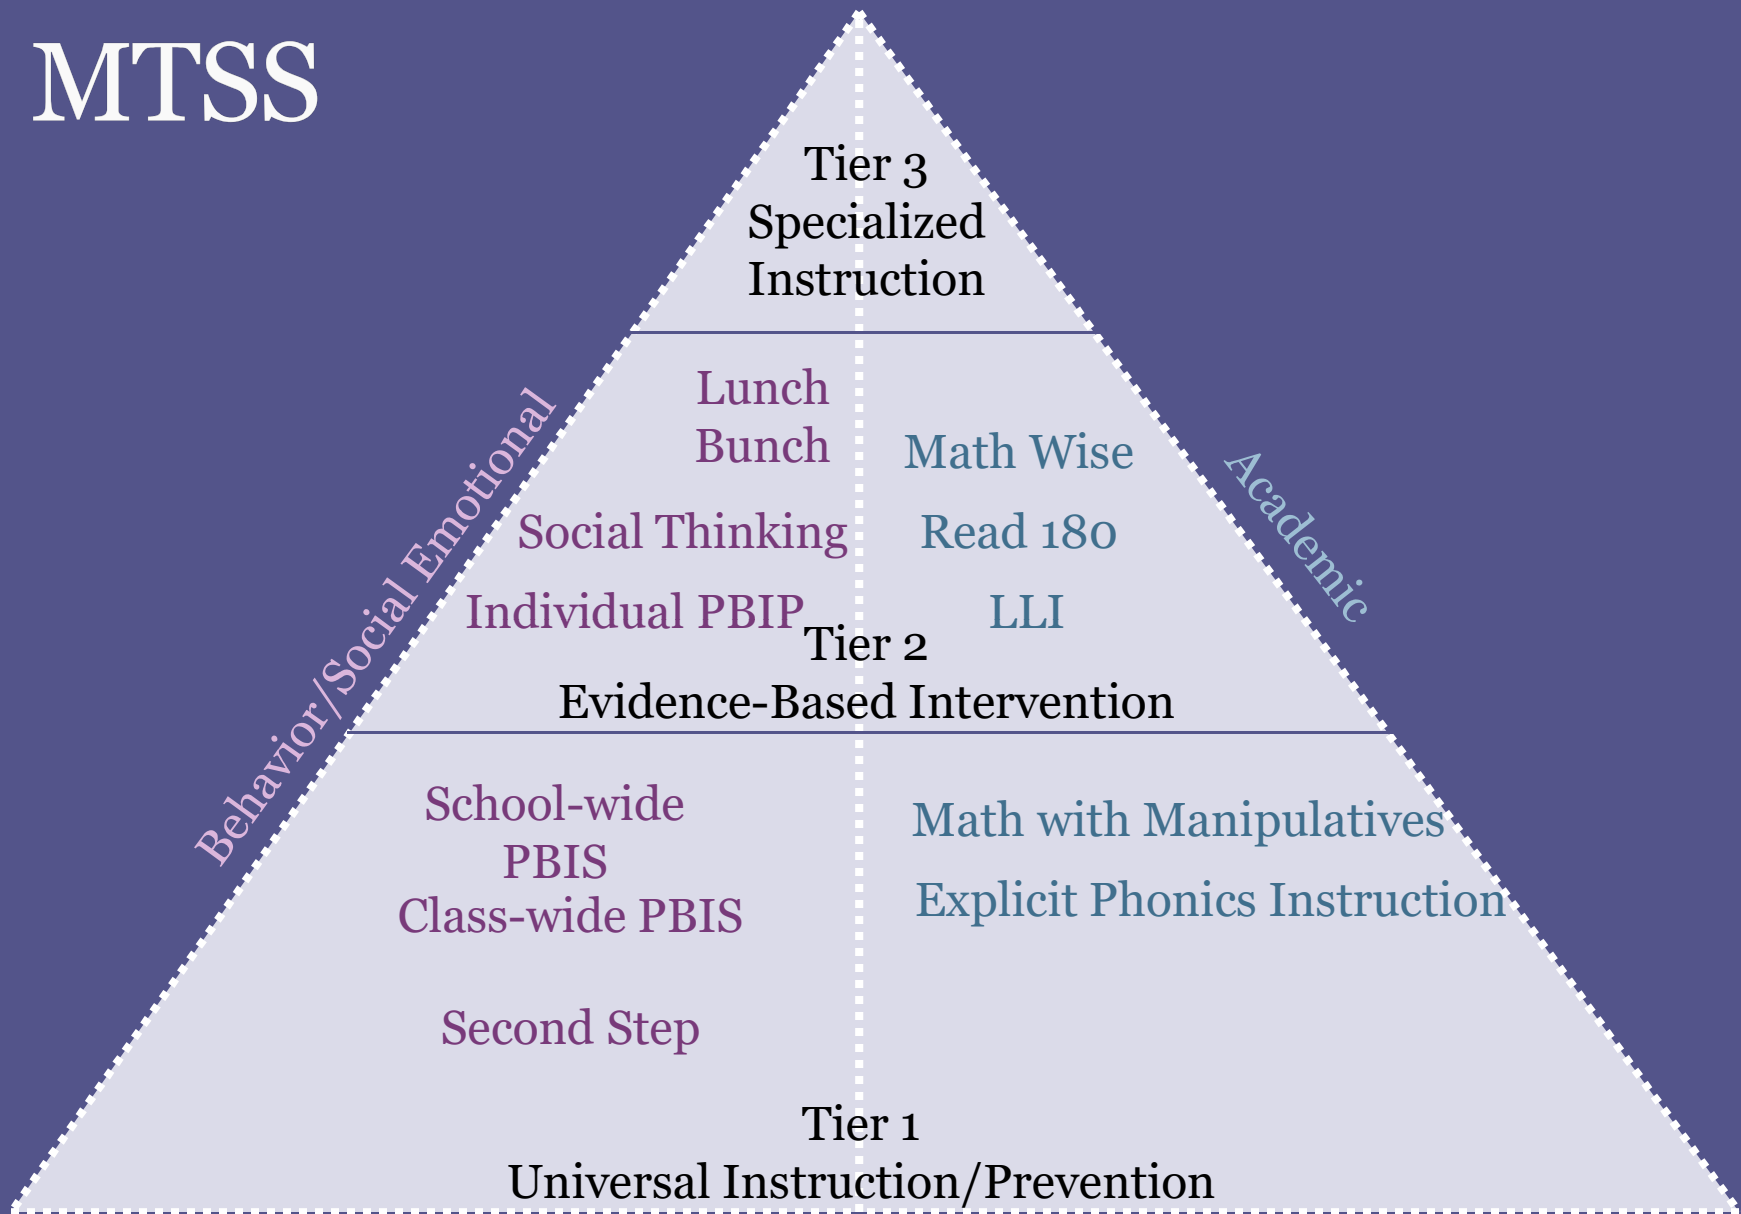 MTSS
Tier 3
Specialized
Instruction
Behavior/Social Emotional
Academic
Lunch
Bunch
Social Thinking
Individual PBIP
Math Wise
Read 180
LLI
Tier 2
Evidence-Based Intervention
School-wide
PBIS
Class-wide PBIS
Second Step
Math with Manipulatives
Explicit Phonics Instruction
Tier 1
Universal Instruction/Prevention